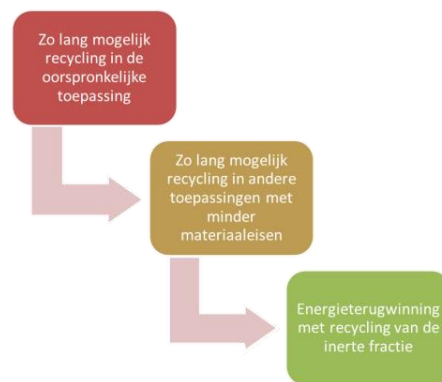 Zo lang mogelijk
recycling in de
oorspronkelijke
toepassing
Zo lang mogelijk
recycling in andere
toepassingen met
minder
materiaaleisen
Energieterugwinning
met recycling van de
inerte fractie